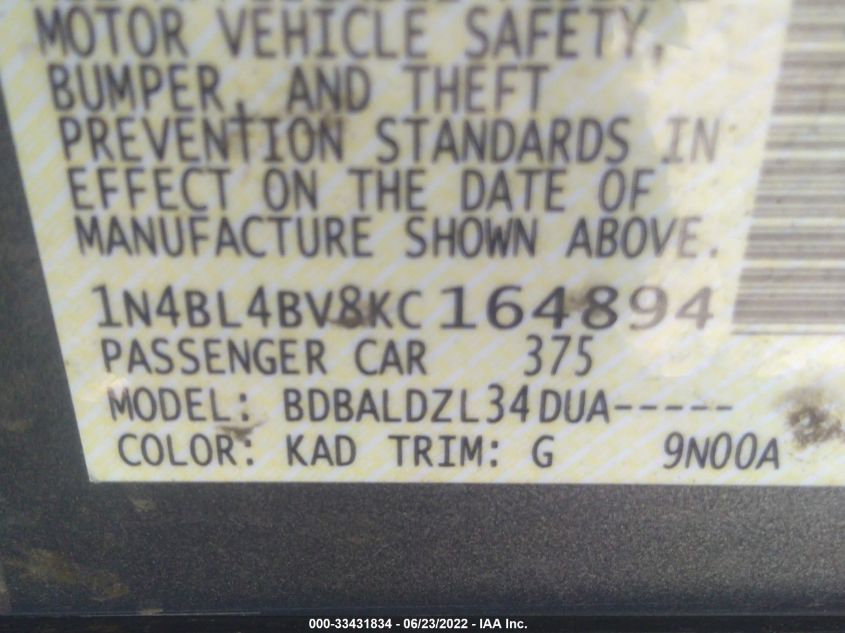 MOTOR VEHICLE SAFETY,
BUMPER, AND THEFT
PREVENTION STANDARDS IN
EFFECT ON THE DATE OF
MANUFACTURE SHOWN ABOVE.
1N4BL4BV8KC164894
PASSENGER CAR 375
MODEL: BDBALDZL34DUA-----
COLOR: KAD TRIM: G 9N00A
000-33431834 - 06/23/2022 - IAA Inc.